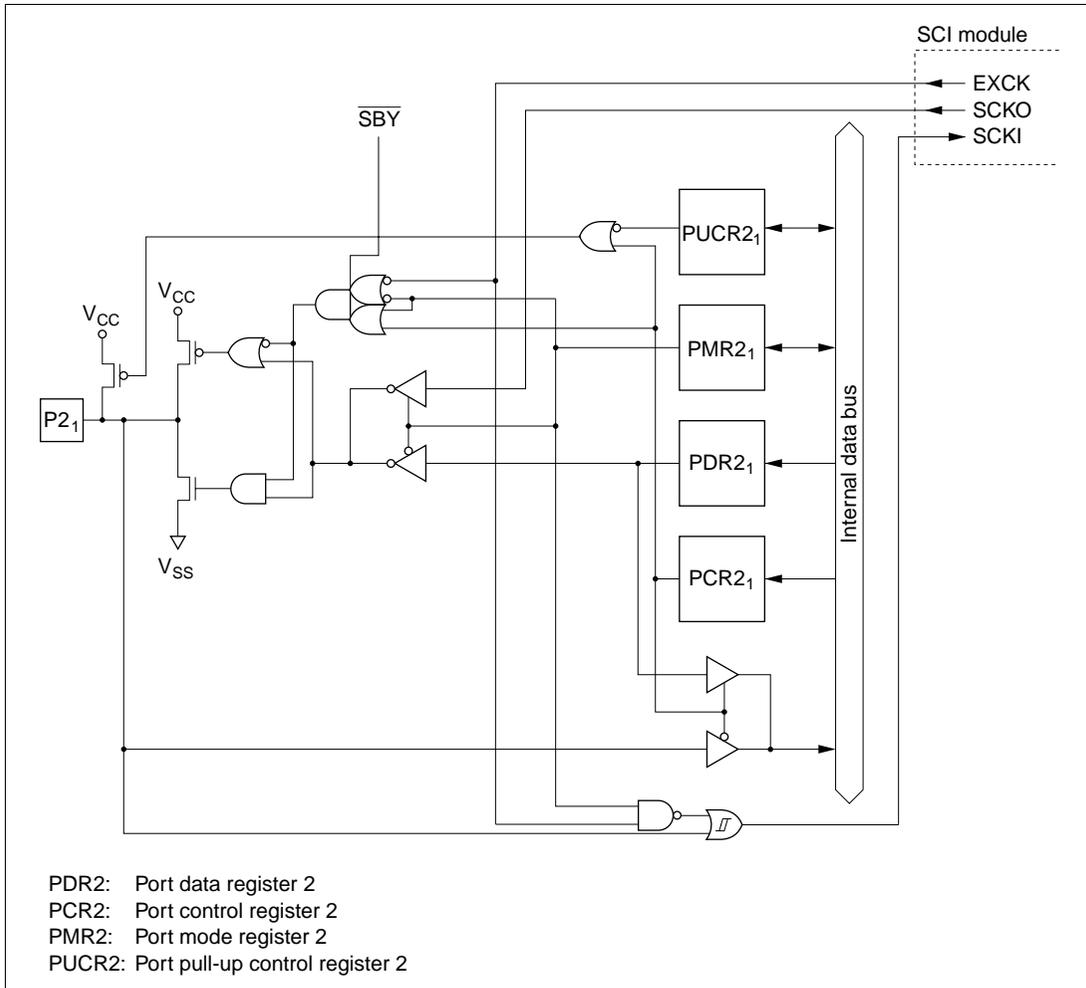 SCI module
EXCK
SCKO
SCKI
SBY
PUCR2₁
V_CC
V_CC
PMR2₁
P2₁
PDR2₁
Internal data bus
V_SS
PCR2₁
PDR2: Port data register 2
PCR2: Port control register 2
PMR2: Port mode register 2
PUCR2: Port pull-up control register 2